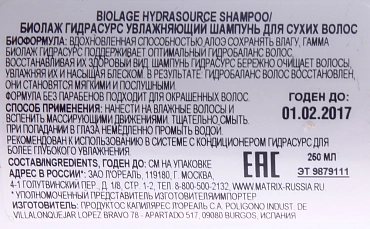 BIOLAGE HYDRASOURCE SHAMPOO/
БИОЛАЖ ГИДРАСУРС УВЛАЖНЯЮЩИЙ ШАМПУНЬ ДЛЯ СУХИХ ВОЛОС
БИОФОРМУЛА: ВДОХНОВЛЕННАЯ СПОСОБНОСТЬЮ АЛОЭ СОХРАНЯТЬ ВЛАГУ, ГАММА
БИОЛАЖ ГИДРАСУРС ПОДДЕРЖИВАЕТ ОПТИМАЛЬНЫЙ ГИДРОБАЛАНС ВОЛОС,
ВОССТАНАВЛИВАЯ ИХ ЗДОРОВЫЙ ВИД. ШАМПУНЬ ГИДРАСУРС БЕРЕЖНО ОЧИЩАЕТ ВОЛОСЫ,
УВЛАЖНЯЯ ИХ И НАСЫЩАЯ БЛЕСКОМ. В РЕЗУЛЬТАТЕ: ГИДРОБАЛАНС ВОЛОС ВОССТАНОВЛЕН,
ОНИ СТАНОВЯТСЯ МЯГКИМИ И ПОСЛУШНЫМИ.
ФОРМУЛА БЕЗ ПАРАБЕНОВ ПОДХОДИТ ДЛЯ ОКРАШЕННЫХ ВОЛОС.
СПОСОБ ПРИМЕНЕНИЯ: НАНЕСТИ НА ВЛАЖНЫЕ ВОЛОСЫ И
ВСПЕНИТЬ МАССИРУЮЩИМИ ДВИЖЕНИЯМИ. ТЩАТЕЛЬНО СМЫТЬ.
ПРИ ПОПАДАНИИ В ГЛАЗА НЕМЕДЛЕННО ПРОМЫТЬ ВОДОЙ.
РЕКОМЕНДУЕТСЯ К ИСПОЛЬЗОВАНИЮ В СИСТЕМЕ С КОНДИЦИОНЕРОМ ГИДРАСУРС ДЛЯ
БОЛЕЕ ГЛУБОКОГО УВЛАЖНЕНИЯ.
ГОДЕН ДО:
01.02.2017
СОСТАВ/INGREDIENTS, ГОДЕН ДО: СМ НА УПАКОВКЕ
АДРЕС В РОССИИ*: ЗАО "Л'ОРЕАЛЬ", 119180, Г. МОСКВА,
4-1 ГОЛУТВИНСКИЙ ПЕР., Д. 1/8, СТР. 1-2, ТЕЛ. 8-800-500-2132, WWW.MATRIX-RUSSIA.RU
*УПОЛНОМОЧЕННЫЙ ПРЕДСТАВИТЕЛЬ ИЗГОТОВИТЕЛЯ/ИМПОРТЕР
ИЗГОТОВИТЕЛЬ: ПРОДУКТОС КАПИЛЯРЕС Л'ОРЕАЛЬ С.А. POLIGONO INDUST. DE
VILLALONQUEJAR LOPEZ BRAVO 78 - APARTADO 517, 09080 BURGOS, ИСПАНИЯ
EAC
250 МЛ
ЭТ 9879111